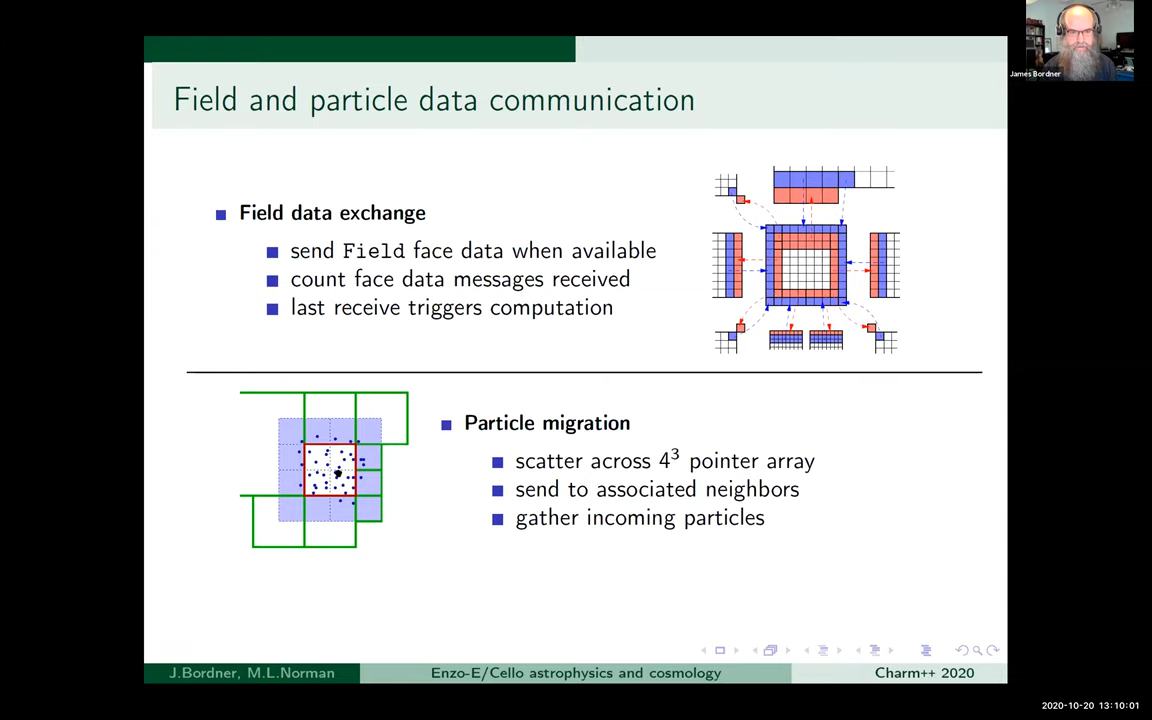 James Bordner
Field and particle data communication
Field data exchange
send Field face data when available
count face data messages received
last receive triggers computation
Particle migration
scatter across 4³ pointer array
send to associated neighbors
gather incoming particles
J.Bordner, M.L.Norman
Enzo-E/Cello astrophysics and cosmology
Charm++ 2020
2020-10-20 13:10:01